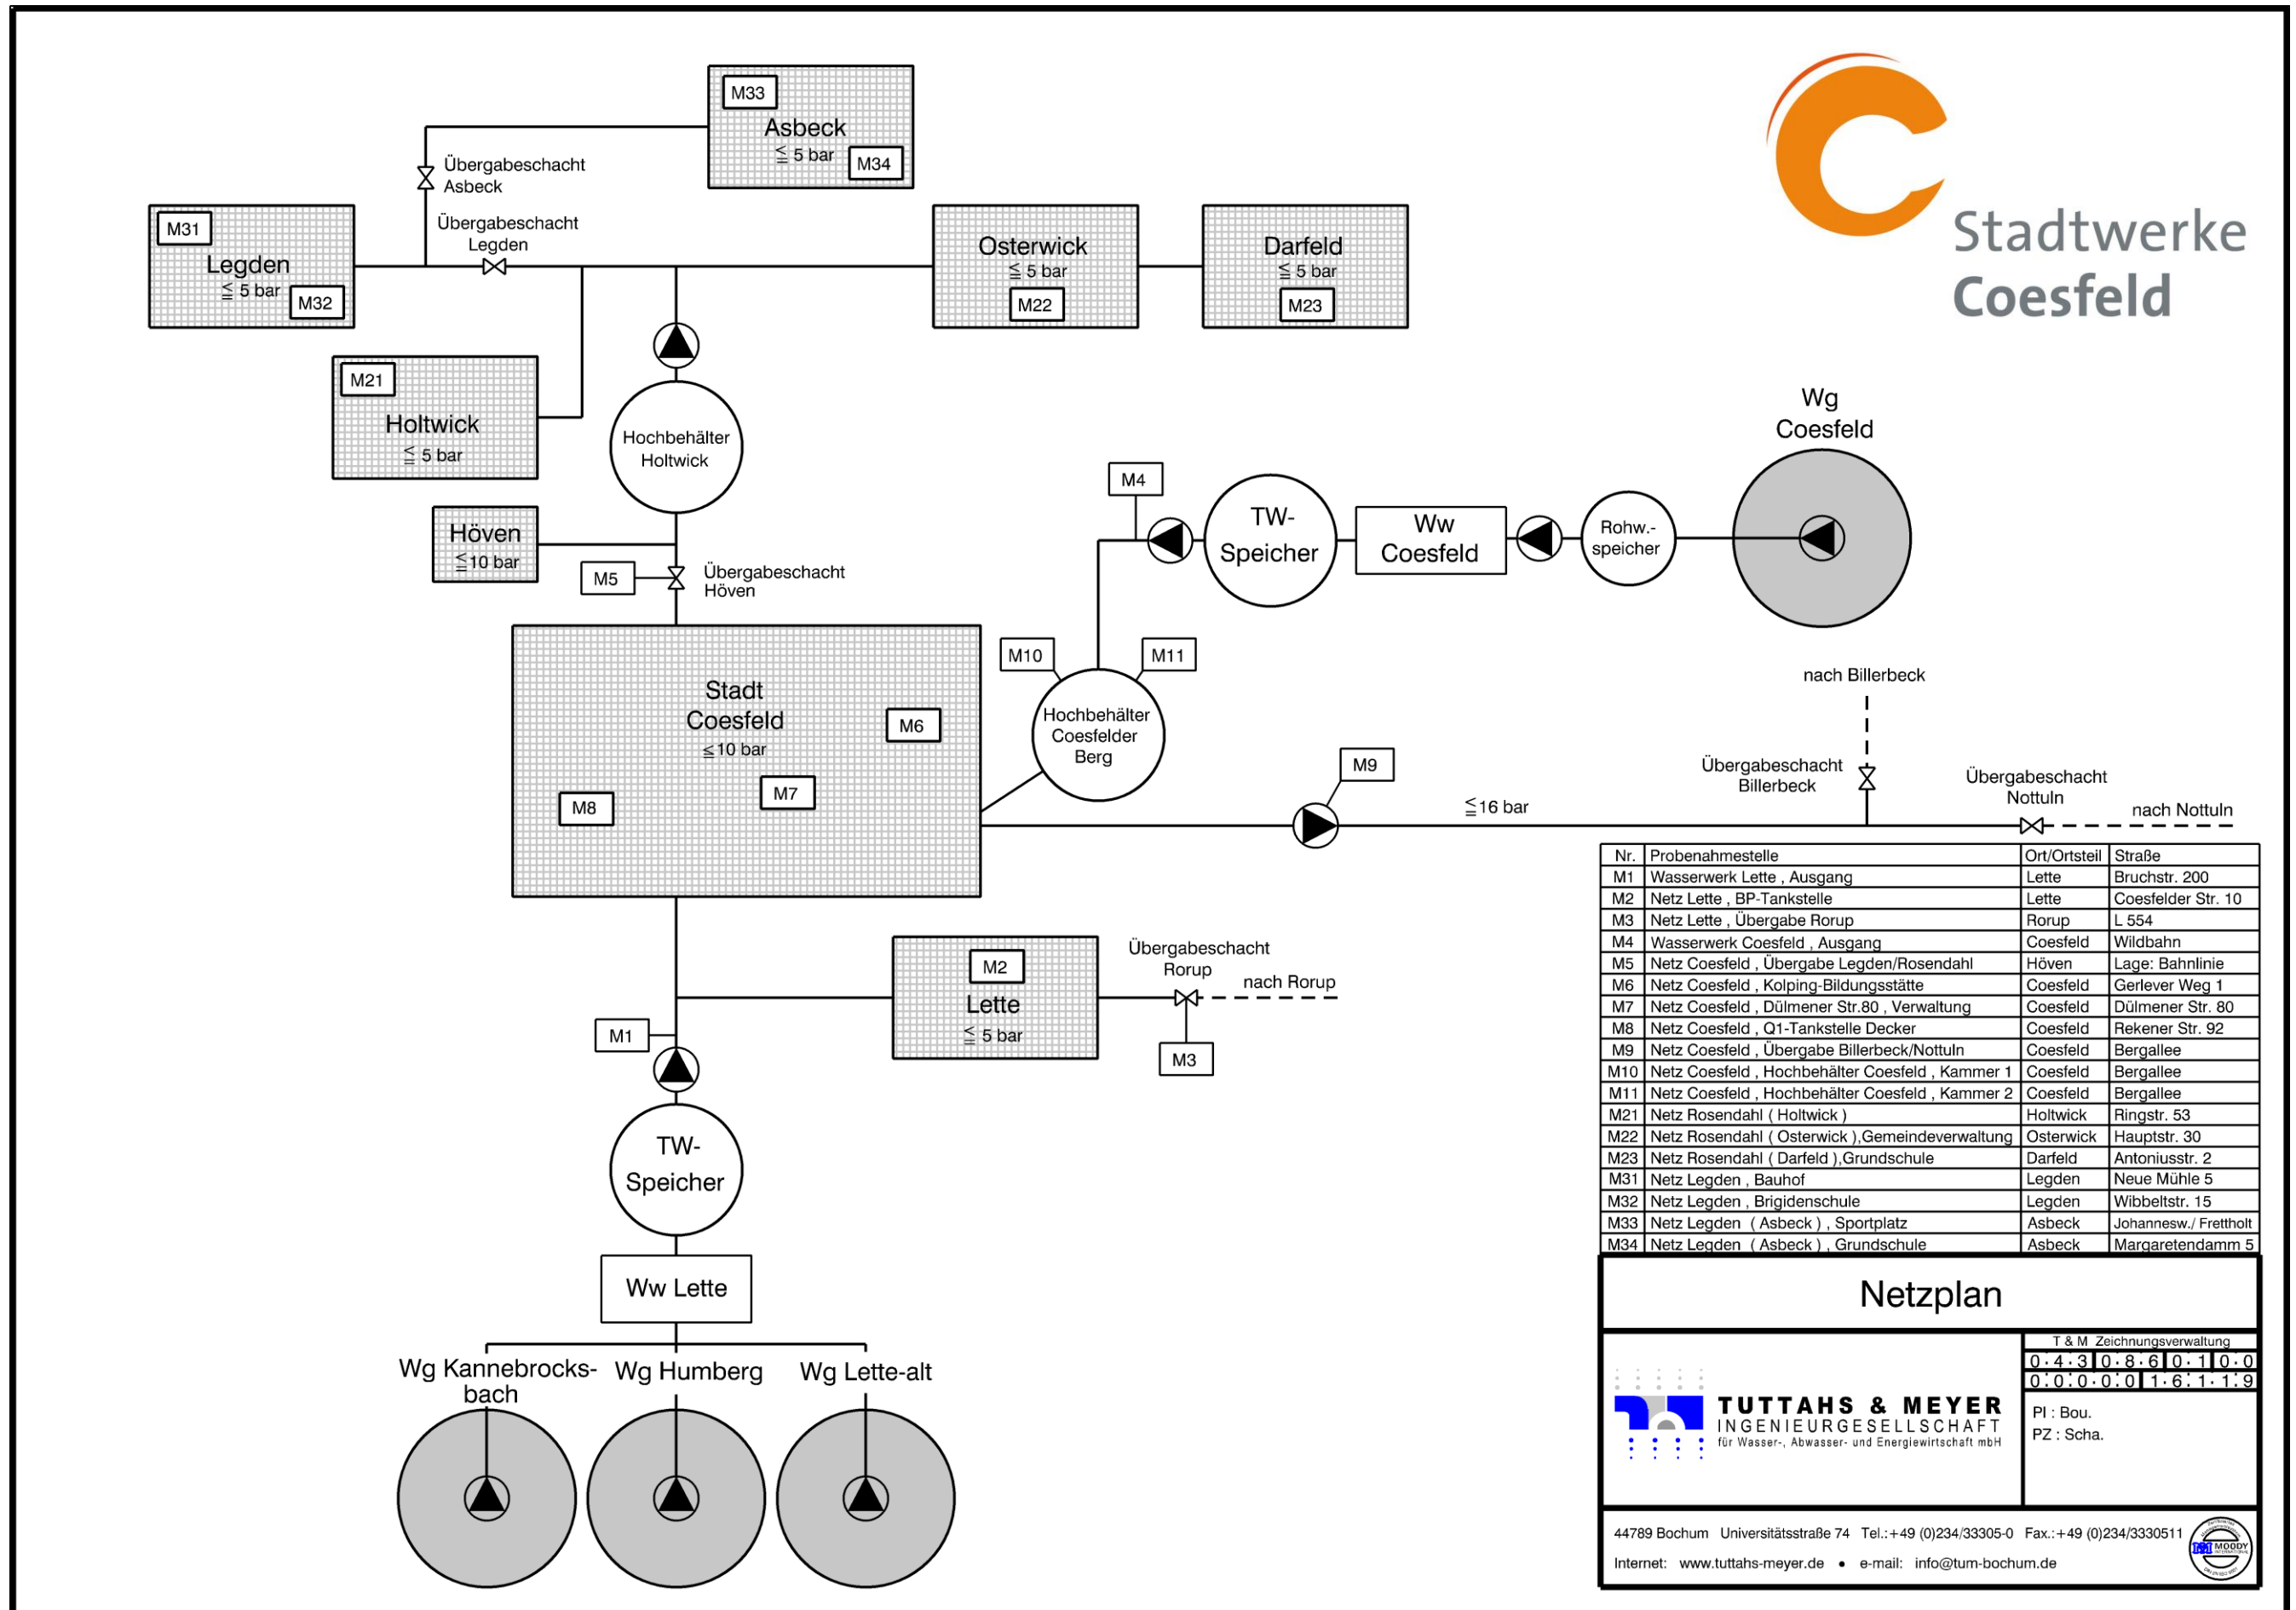 M33
Asbeck
≦ 5 bar
M34
Übergabeschacht
Asbeck
M31
Legden
≦ 5 bar
M32
Übergabeschacht
Legden
Osterwick
≦ 5 bar
M22
Darfeld
≦ 5 bar
M23
Stadtwerke
Coesfeld
M21
Holtwick
≦ 5 bar
Hochbehälter
Holtwick
Höven
≦10 bar
M5
Übergabeschacht
Höven
M4
TW-
Speicher
Ww
Coesfeld
Rohw.-
speicher
Wg
Coesfeld
Stadt
Coesfeld
≦10 bar
M6
M7
M8
M10
M11
Hochbehälter
Coesfelder
Berg
M9
≦16 bar
nach Billerbeck
Übergabeschacht
Billerbeck
Übergabeschacht
Nottuln
nach Nottuln
M2
Lette
≦ 5 bar
Übergabeschacht
Rorup
nach Rorup
M3
M1
TW-
Speicher
Ww Lette
Wg Kannebrocks-
bach
Wg Humberg
Wg Lette-alt
Nr. Probenahmestelle Ort/Ortsteil Straße
M1 Wasserwerk Lette , Ausgang Lette Bruchstr. 200
M2 Netz Lette , BP-Tankstelle Lette Coesfelder Str. 10
M3 Netz Lette , Übergabe Rorup Rorup L 554
M4 Wasserwerk Coesfeld , Ausgang Coesfeld Wildbahn
M5 Netz Coesfeld , Übergabe Legden/Rosendahl Höven Lage: Bahnlinie
M6 Netz Coesfeld , Kolping-Bildungsstätte Coesfeld Gerlever Weg 1
M7 Netz Coesfeld , Dülmener Str.80 , Verwaltung Coesfeld Dülmener Str. 80
M8 Netz Coesfeld , Q1-Tankstelle Decker Coesfeld Rekener Str. 92
M9 Netz Coesfeld , Übergabe Billerbeck/Nottuln Coesfeld Bergallee
M10 Netz Coesfeld , Hochbehälter Coesfeld , Kammer 1 Coesfeld Bergallee
M11 Netz Coesfeld , Hochbehälter Coesfeld , Kammer 2 Coesfeld Bergallee
M21 Netz Rosendahl ( Holtwick ) Holtwick Ringstr. 53
M22 Netz Rosendahl ( Osterwick ),Gemeindeverwaltung Osterwick Hauptstr. 30
M23 Netz Rosendahl ( Darfeld ),Grundschule Darfeld Antoniusstr. 2
M31 Netz Legden , Bauhof Legden Neue Mühle 5
M32 Netz Legden , Brigidenschule Legden Wibbeltstr. 15
M33 Netz Legden ( Asbeck ) , Sportplatz Asbeck Johannesw./ Frettholt
M34 Netz Legden ( Asbeck ) , Grundschule Asbeck Margaretendamm 5
Netzplan
T & M Zeichnungsverwaltung
0 4 3 0 8 6 0 1 0 0
0 0 0 0 0 1 6 1 1 9
PI : Bou.
PZ : Scha.
TUTTAHS & MEYER
INGENIEURGESELLSCHAFT
für Wasser-, Abwasser- und Energiewirtschaft mbH
44789 Bochum Universitätsstraße 74 Tel.:+49 (0)234/33305-0 Fax.:+49 (0)234/3330511
Internet: www.tuttahs-meyer.de • e-mail: info@tum-bochum.de
MOODY